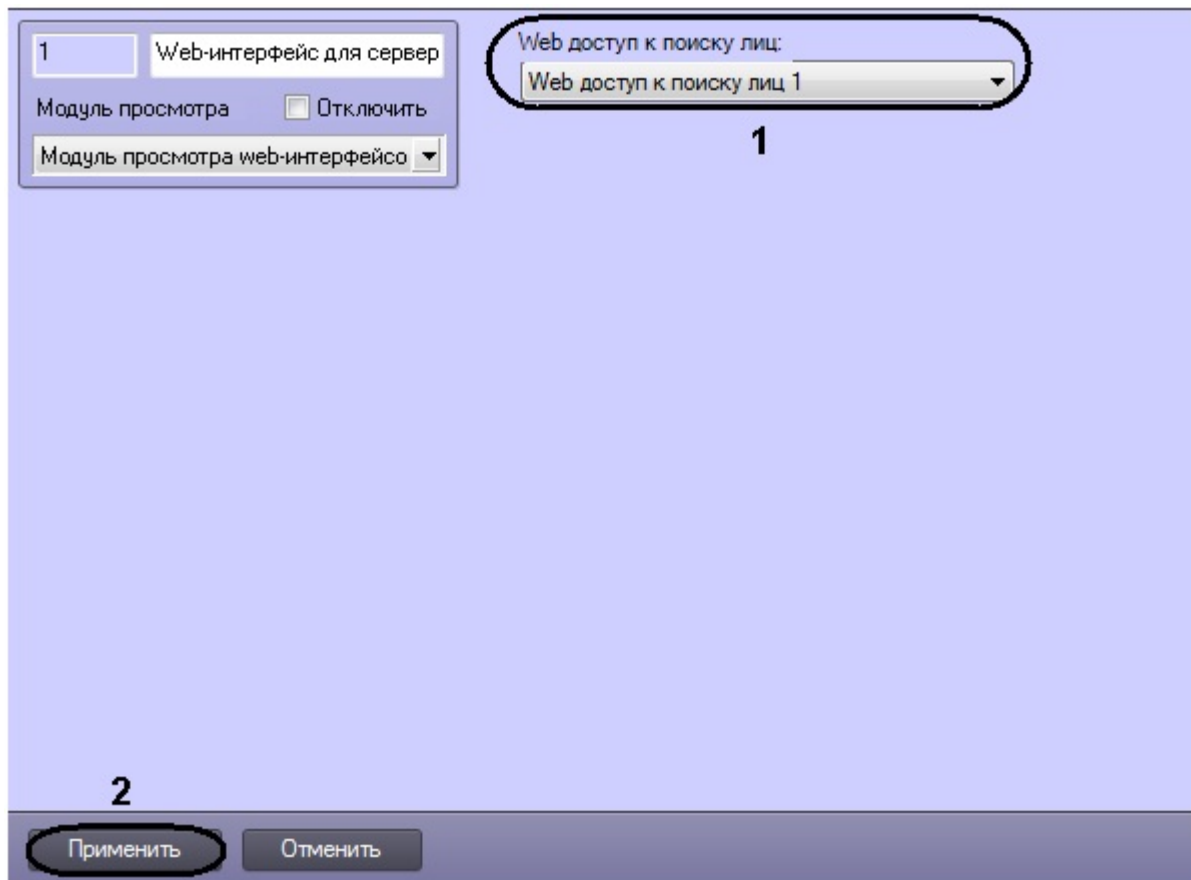 1
Web-интерфейс для сервер
Модуль просмотра
Отключить
Модуль просмотра web-интерфейсо
Web доступ к поиску лиц:
Web доступ к поиску лиц 1
1
2
Применить
Отменить